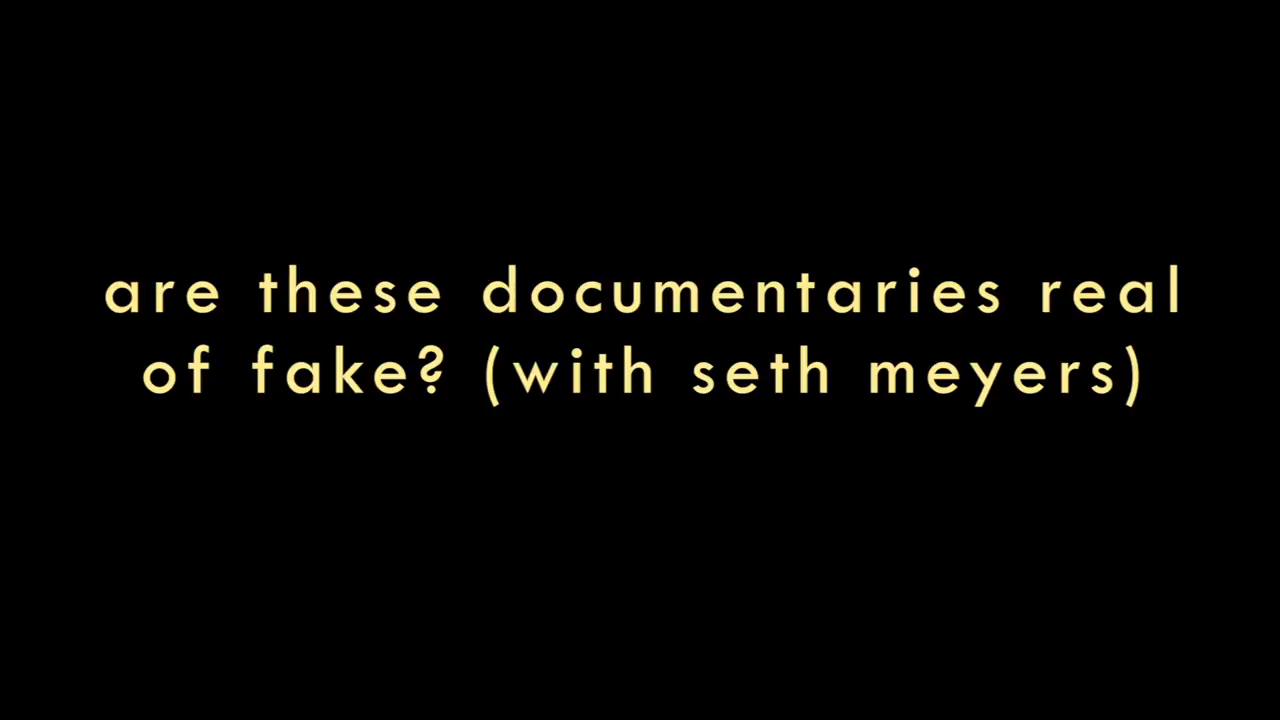 are these documentaries real
of fake? (with seth meyers)